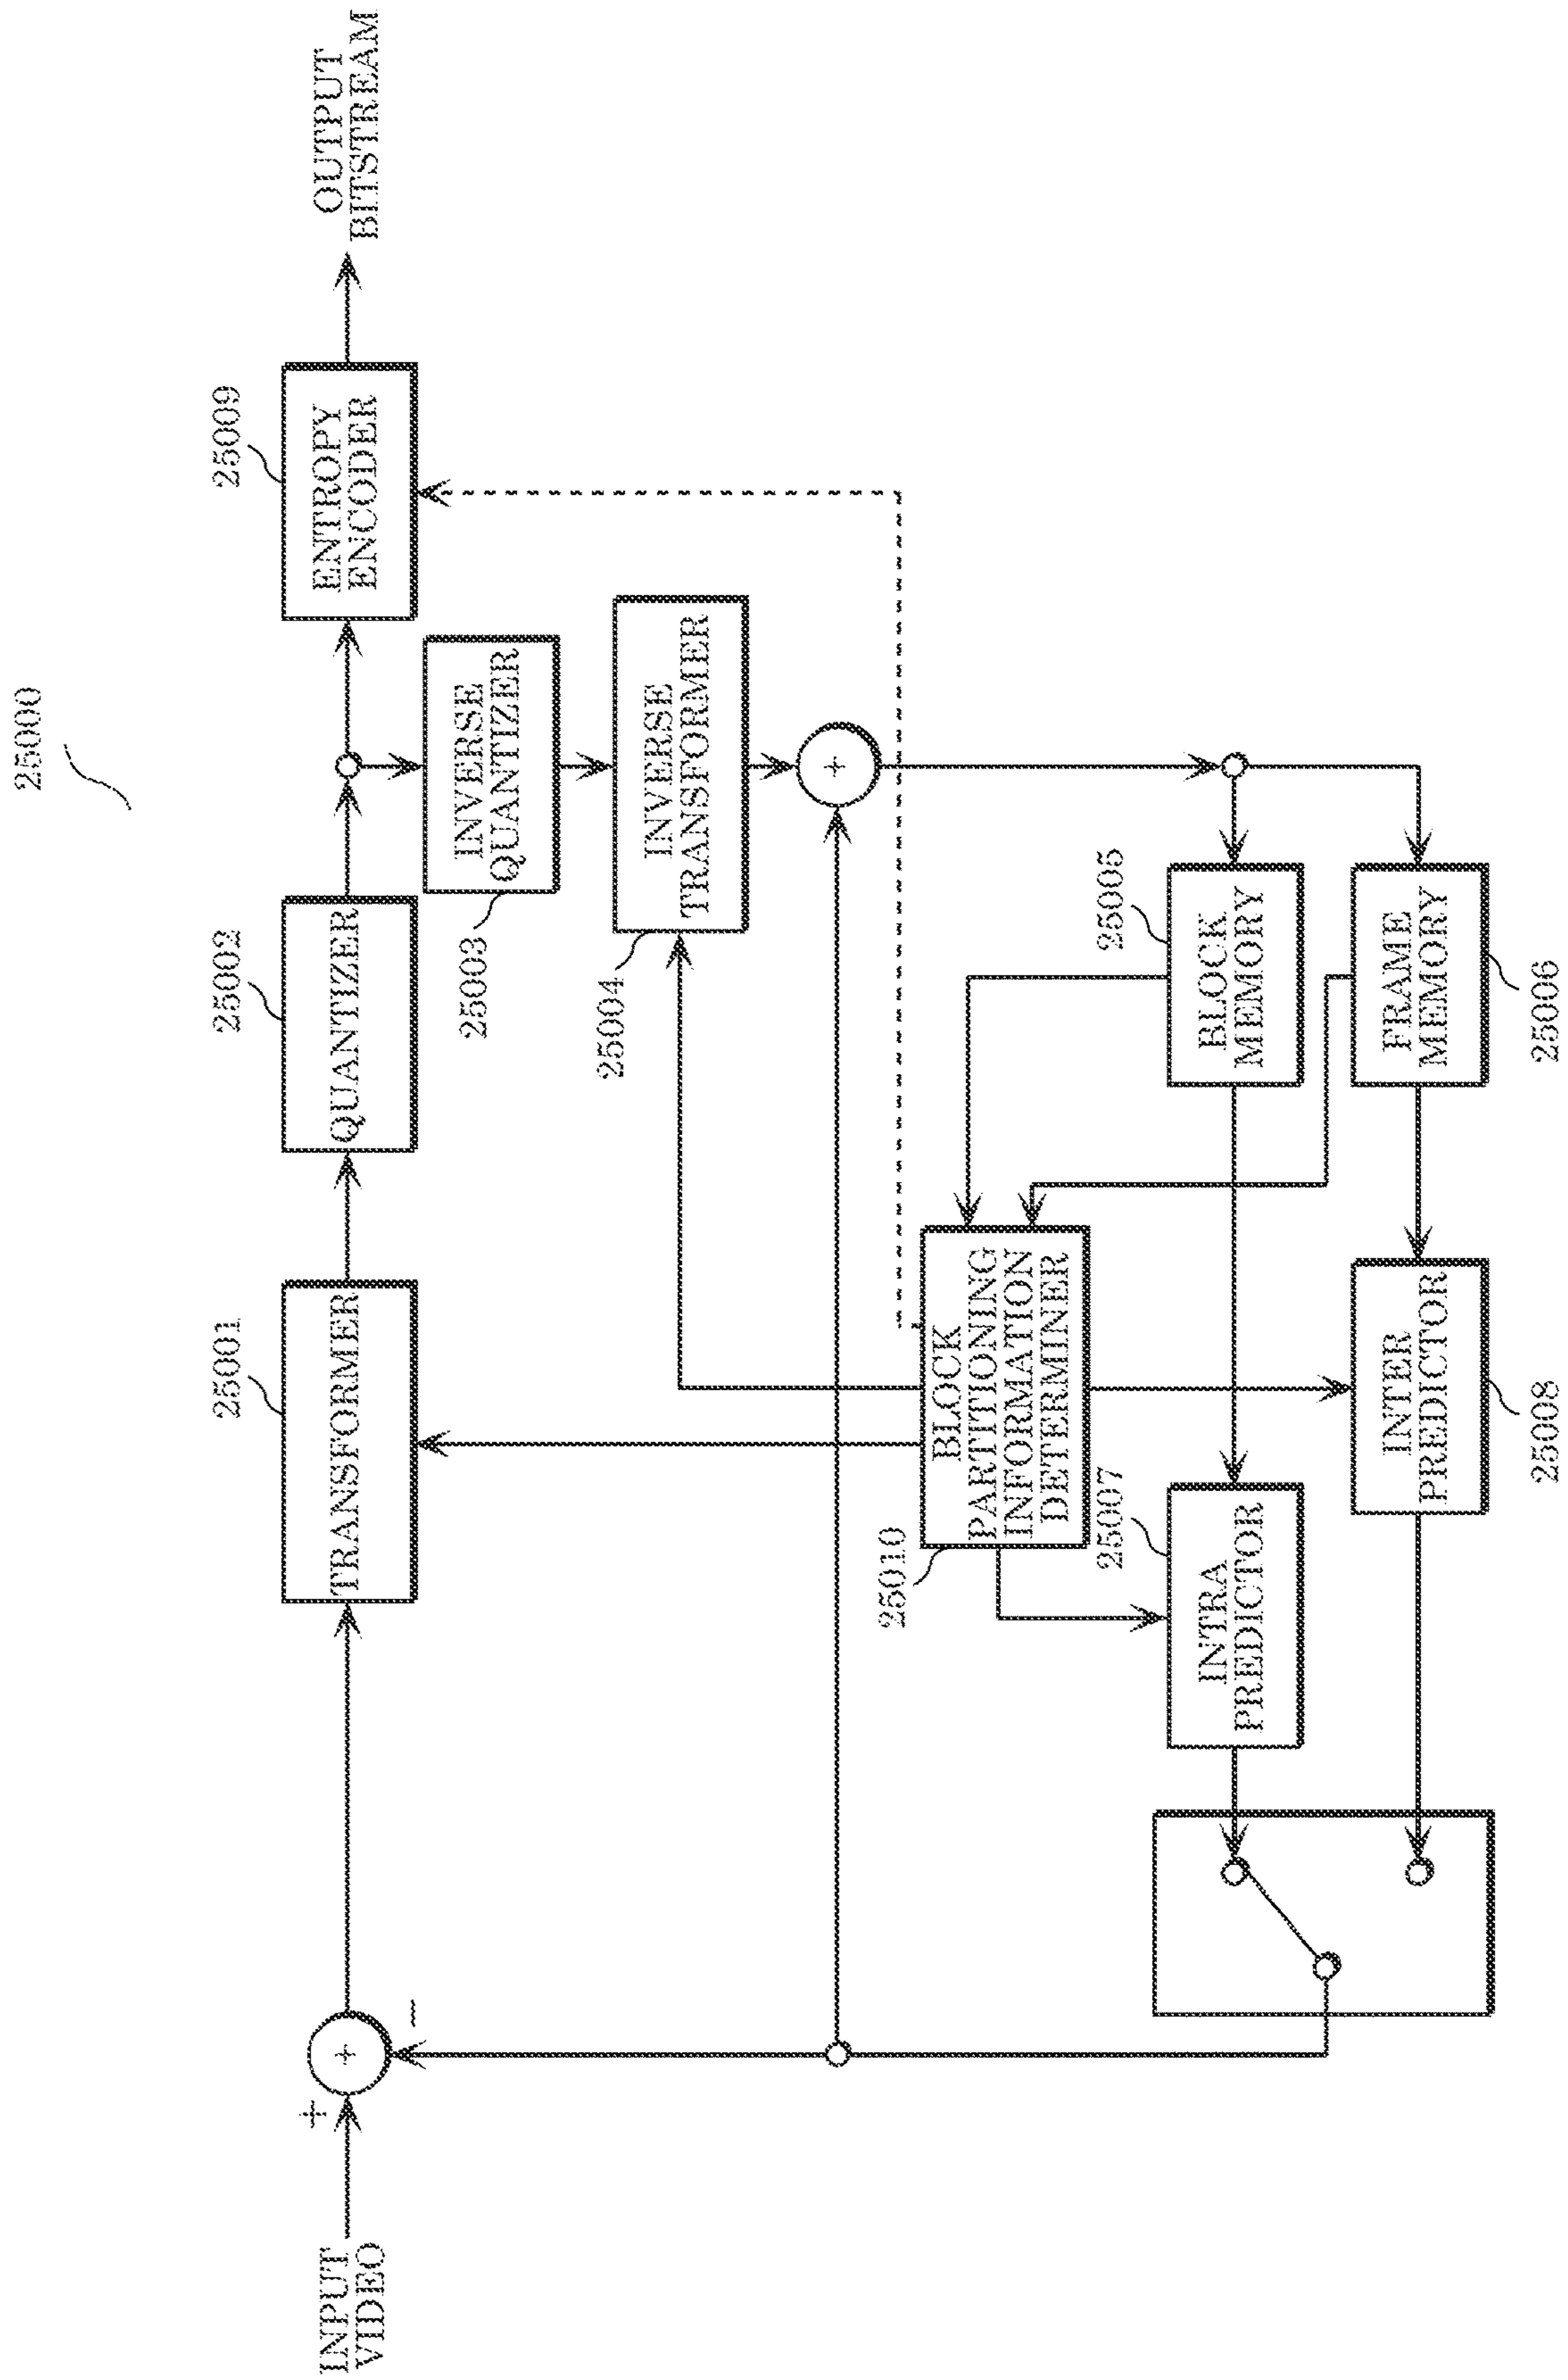 25000
INPUT
VIDEO
+
+
−
25001
TRANSFORMER
25002
QUANTIZER
25009
ENTROPY
ENCODER
OUTPUT
BITSTREAM
INVERSE
QUANTIZER
25003
INVERSE
TRANSFORMER
25004
+
25010
BLOCK
PARTITIONING
INFORMATION
DETERMINER
25005
BLOCK
MEMORY
25007
INTRA
PREDICTOR
FRAME
MEMORY
25006
INTER
PREDICTOR
25008